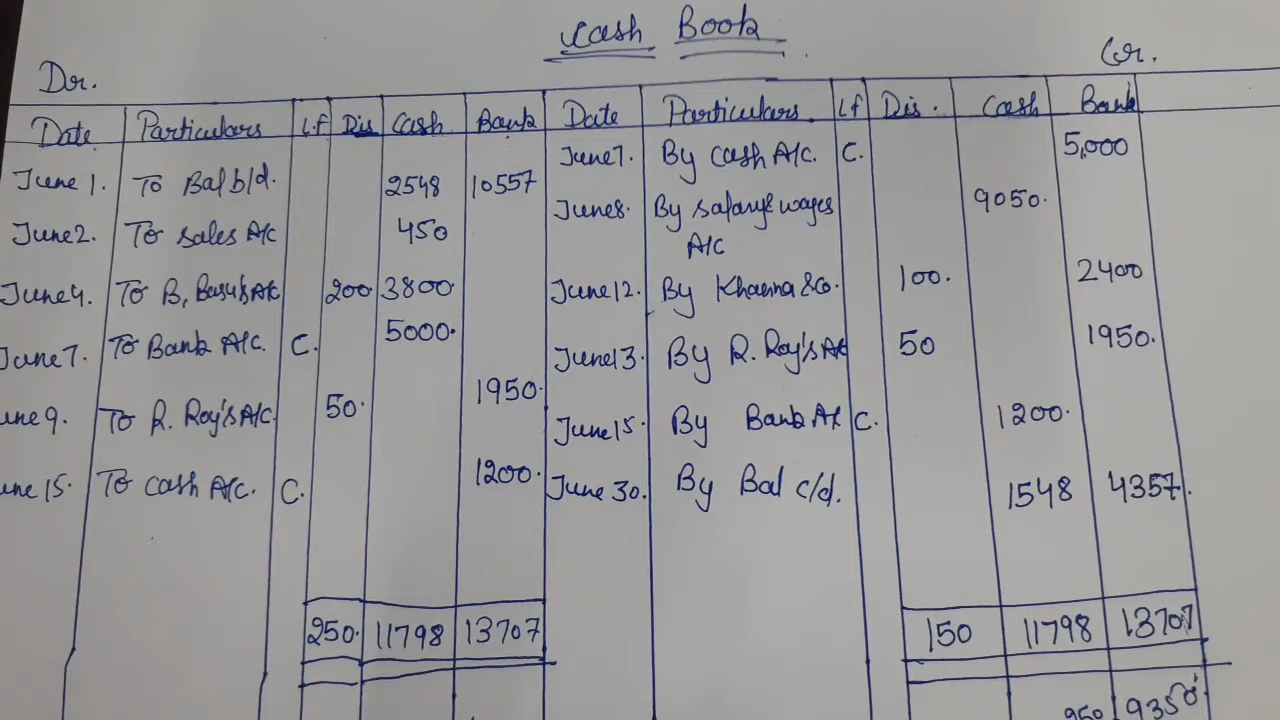 Cash Book
Dr. Cr.
Date Particulars L.f Dis Cash Bank Date Particulars Lf Dis. Cash Bank
June 7. By Cash A/c. C. 5,000
June 1. To Bal b/d. 2548 10557
June 8. By salary & wages A/c 9050.
June 2. To sales A/c 450
June 4. To B, Basu's A/c 200 3800
June 12. By Khanna & Co. 100. 2400
June 7. To Bank A/c. C. 5000.
June 13. By R. Roy's A/c 50 1950.
June 9. To R. Roy's A/c. 50. 1950.
June 15. By Bank A/c C. 1200.
June 15. To Cash A/c. C. 1200.
June 30. By Bal c/d. 1548 4357.
250. 11798 13707 150 11798 13707
9350